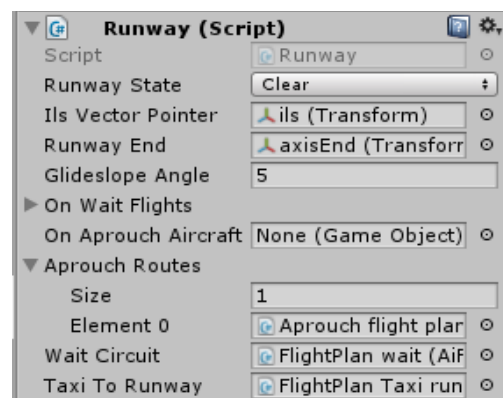 Runway (Script)
Script Runway
Runway State Clear
Ils Vector Pointer ils (Transform)
Runway End axisEnd (Transforr
Glideslope Angle 5
On Wait Flights
On Aprouch Aircraft None (Game Object)
Aprouch Routes
Size 1
Element 0 Aprouch flight plar
Wait Circuit FlightPlan wait (AiF
Taxi To Runway FlightPlan Taxi run